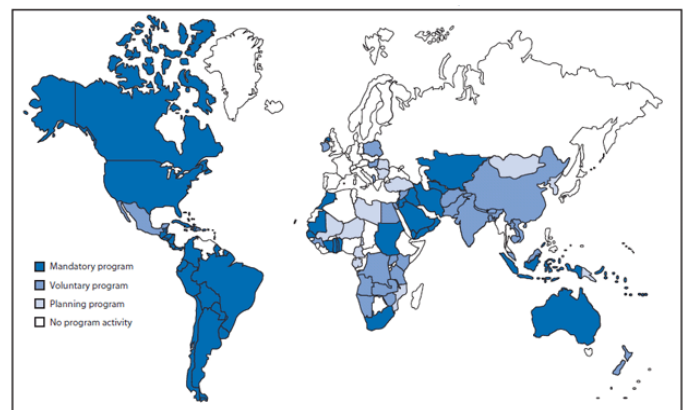 Mandatory program
Voluntary program
Planning program
No program activity